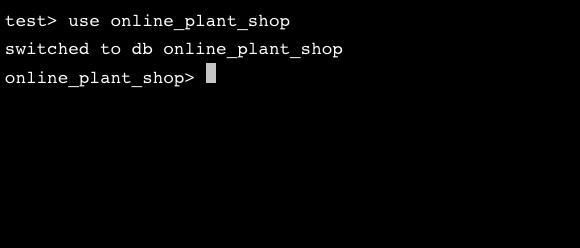 test> use online_plant_shop
switched to db online_plant_shop
online_plant_shop>